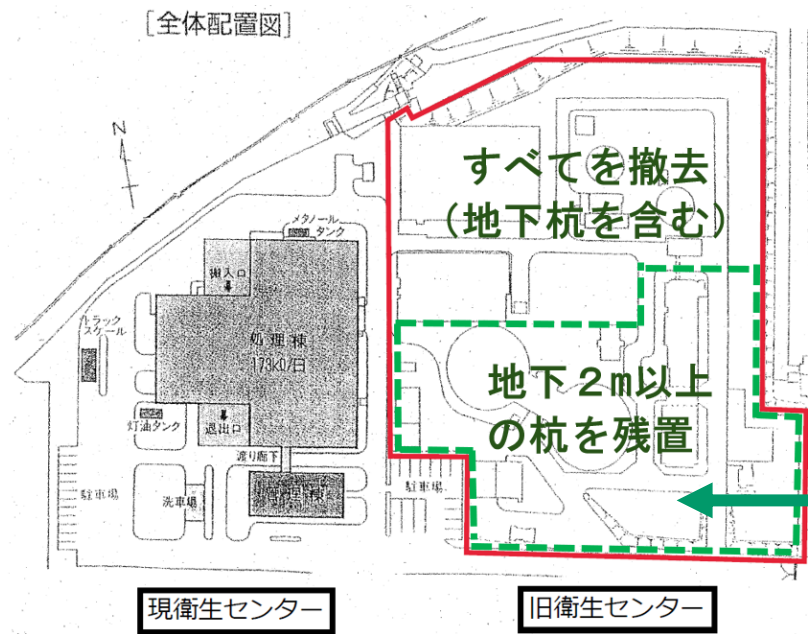 [全体配置図]
N
すべてを撤去
(地下杭を含む)
メタノール
タンク
搬入口
トラック
スケール
処理棟
173kℓ/日
地下2m以上
の杭を残置
灯油タンク
退出口
渡り廊下
駐車場
洗車場
駐車場
現衛生センター
旧衛生センター